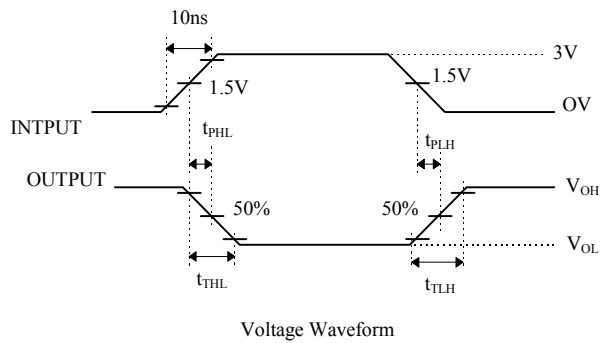 10ns
3V
1.5V
1.5V
OV
INTPUT
tPHL
tPLH
OUTPUT
VOH
50%
50%
VOL
tTHL
tTLH
Voltage Waveform